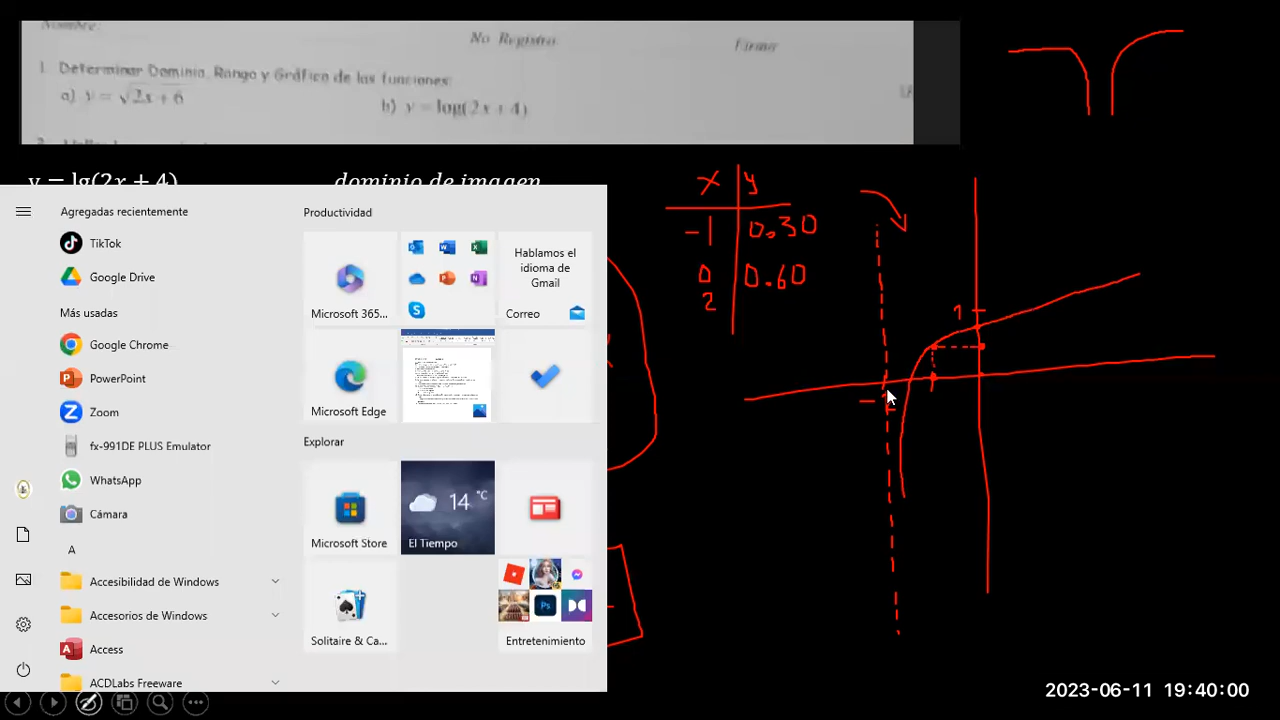 Nombre:
No Registro
Firma
1. Determinar Dominio, Rango y Gráfico de las funciones:
a) y = √2x + 6
b) y = log(2x + 4)
y = lg(2x + 4)
dominio de imagen
x y
-1 0.30
0 0.60
2
1
Agregadas recientemente
TikTok
Google Drive
Más usadas
Google Chrome
PowerPoint
Zoom
fx-991DE PLUS Emulator
WhatsApp
Cámara
A
Accesibilidad de Windows
Accesorios de Windows
Access
ACDLabs Freeware
Productividad
Hablamos el
idioma de
Gmail
Microsoft 365...
Correo
Microsoft Edge
Explorar
14 °C
Microsoft Store
El Tiempo
Ps
Solitaire & Ca...
Entretenimiento
2023-06-11 19:40:00